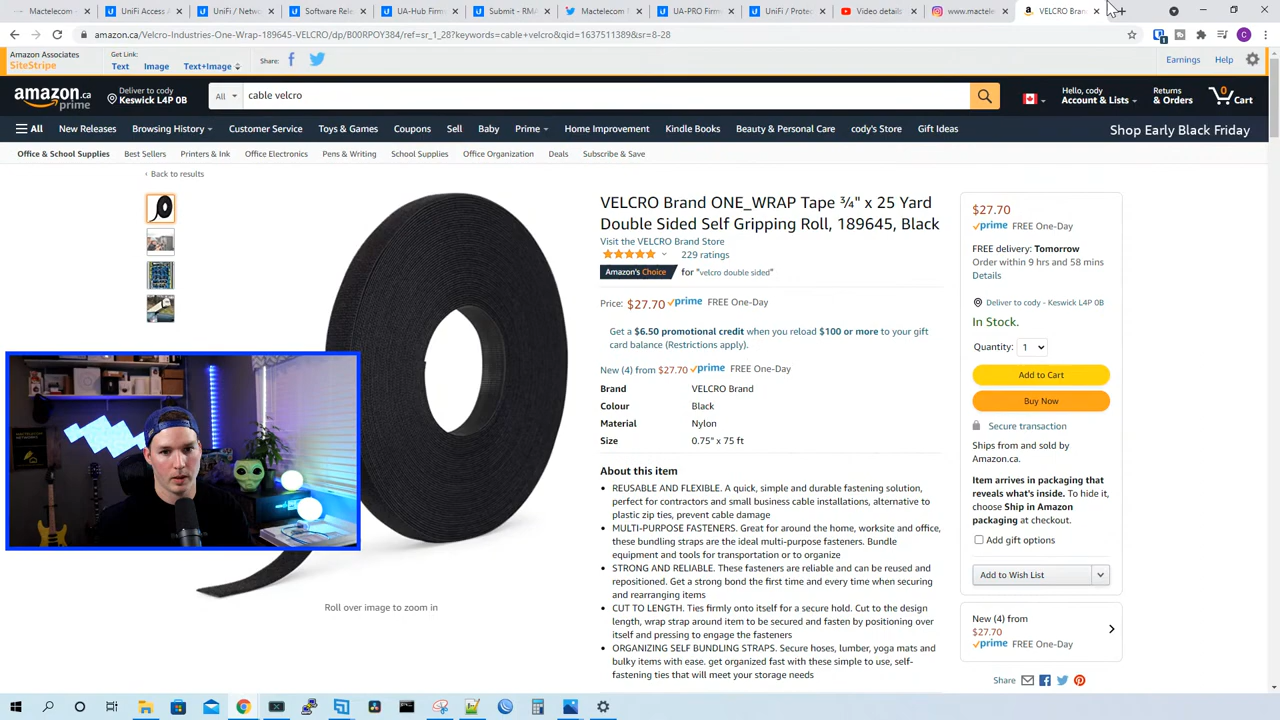 Mactelecom -
UniFi Access A
UniFi / Netwo
Software Rele
UA-Hub Firm
Submit - RMA
Mactelecom N
UA-PRO Firm
UniFi / Prote
Video details
www.mactele
VELCRO Bran
amazon.ca/Velcro-Industries-One-Wrap-189645-VELCRO/dp/B00RPOY384/ref=sr_1_28?keywords=cable+velcro&qid=1637511389&sr=8-28
Amazon Associates
SiteStripe
Get Link:
Text
Image
Text+Image
Share:
Earnings
Help
amazon.ca
prime
Deliver to cody
Keswick L4P 0B
All
cable velcro
Hello, cody
Account & Lists
Returns
& Orders
0
Cart
All
New Releases
Browsing History
Customer Service
Toys & Games
Coupons
Sell
Baby
Prime
Home Improvement
Kindle Books
Beauty & Personal Care
cody's Store
Gift Ideas
Shop Early Black Friday
Office & School Supplies
Best Sellers
Printers & Ink
Office Electronics
Pens & Writing
School Supplies
Office Organization
Deals
Subscribe & Save
‹ Back to results
VELCRO Brand ONE_WRAP Tape ¾" x 25 Yard
Double Sided Self Gripping Roll, 189645, Black
Visit the VELCRO Brand Store
229 ratings
Amazon's Choice for "velcro double sided"
Price: $27.70 prime FREE One-Day
Get a $6.50 promotional credit when you reload $100 or more to your gift
card balance (Restrictions apply).
New (4) from $27.70 prime FREE One-Day
Brand VELCRO Brand
Colour Black
Material Nylon
Size 0.75" x 75 ft
About this item
• REUSABLE AND FLEXIBLE. A quick, simple and durable fastening solution,
perfect for contractors and small business cable installations, alternative to
plastic zip ties, prevent cable damage
• MULTI-PURPOSE FASTENERS. Great for around the home, worksite and office,
these bundling straps are the ideal multi-purpose fasteners. Bundle
equipment and tools for transportation or to organize
• STRONG AND RELIABLE. These fasteners are reliable and can be reused and
repositioned. Get a strong bond the first time and every time when securing
and rearranging items
• CUT TO LENGTH. Ties firmly onto itself for a secure hold. Cut to the design
length, wrap strap around item to be secured and fasten by positioning over
itself and pressing to engage the fasteners
• ORGANIZING SELF BUNDLING STRAPS. Secure hoses, lumber, yoga mats and
bulky items with ease. get organized fast with these simple to use, self-
fastening ties that will meet your storage needs
Roll over image to zoom in
$27.70
prime FREE One-Day
FREE delivery: Tomorrow
Order within 9 hrs and 58 mins
Details
Deliver to cody - Keswick L4P 0B
In Stock.
Quantity: 1
Add to Cart
Buy Now
Secure transaction
Ships from and sold by
Amazon.ca.
Item arrives in packaging that
reveals what's inside. To hide it,
choose Ship in Amazon
packaging at checkout.
Add gift options
Add to Wish List
New (4) from
$27.70
prime FREE One-Day
Share